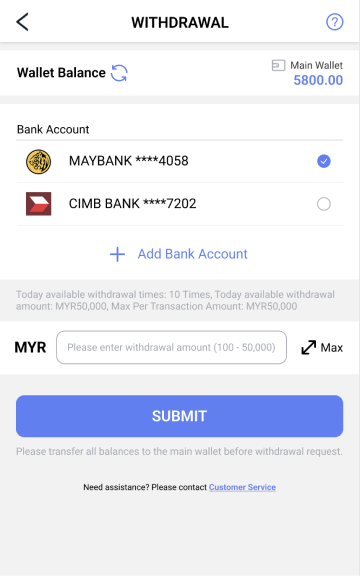 WITHDRAWAL
?
Wallet Balance
Main Wallet
5800.00
Bank Account
MAYBANK ****4058
CIMB BANK ****7202
Add Bank Account
Today available withdrawal times: 10 Times, Today available withdrawal
amount: MYR50,000, Max Per Transaction Amount: MYR50,000
MYR
Please enter withdrawal amount (100 - 50,000)
Max
SUBMIT
Please transfer all balances to the main wallet before withdrawal request.
Need assistance? Please contact Customer Service